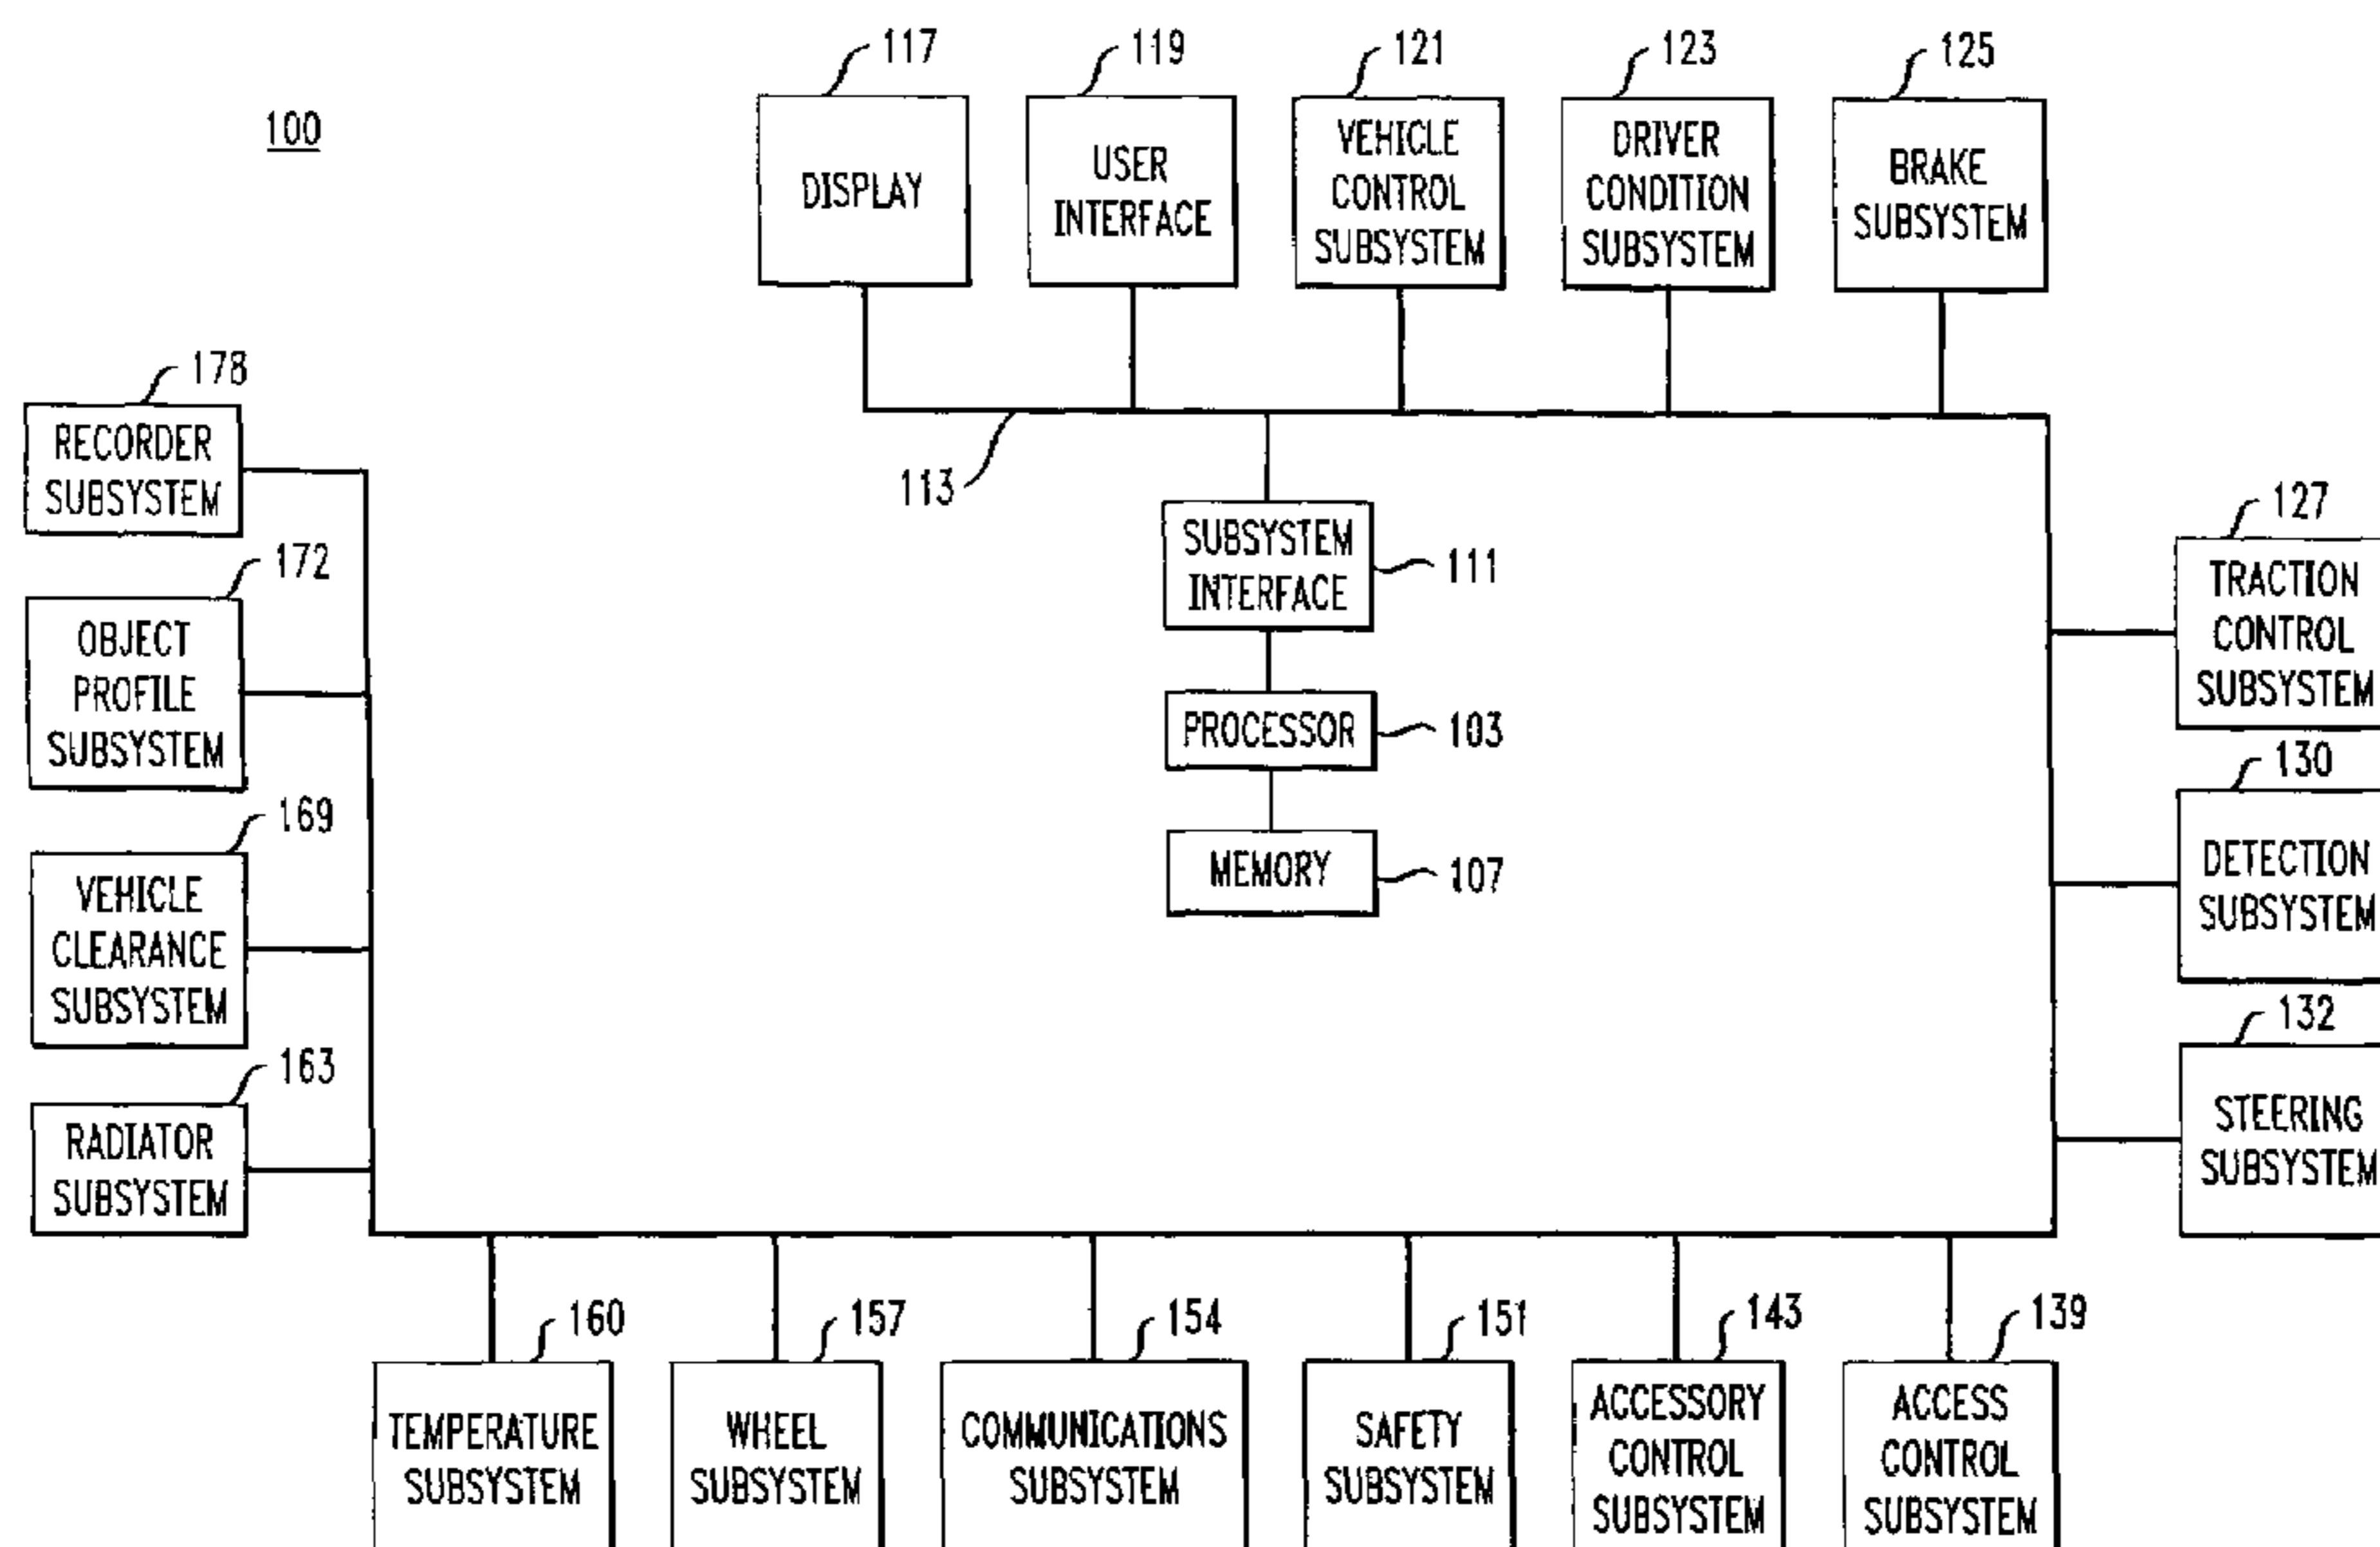 100
117
DISPLAY
119
USER
INTERFACE
121
VEHICLE
CONTROL
SUBSYSTEM
123
DRIVER
CONDITION
SUBSYSTEM
125
BRAKE
SUBSYSTEM
113
SUBSYSTEM
INTERFACE
111
PROCESSOR
103
MEMORY
107
178
RECORDER
SUBSYSTEM
172
OBJECT
PROFILE
SUBSYSTEM
169
VEHICLE
CLEARANCE
SUBSYSTEM
163
RADIATOR
SUBSYSTEM
127
TRACTION
CONTROL
SUBSYSTEM
130
DETECTION
SUBSYSTEM
132
STEERING
SUBSYSTEM
160
TEMPERATURE
SUBSYSTEM
157
WHEEL
SUBSYSTEM
154
COMMUNICATIONS
SUBSYSTEM
151
SAFETY
SUBSYSTEM
143
ACCESSORY
CONTROL
SUBSYSTEM
139
ACCESS
CONTROL
SUBSYSTEM